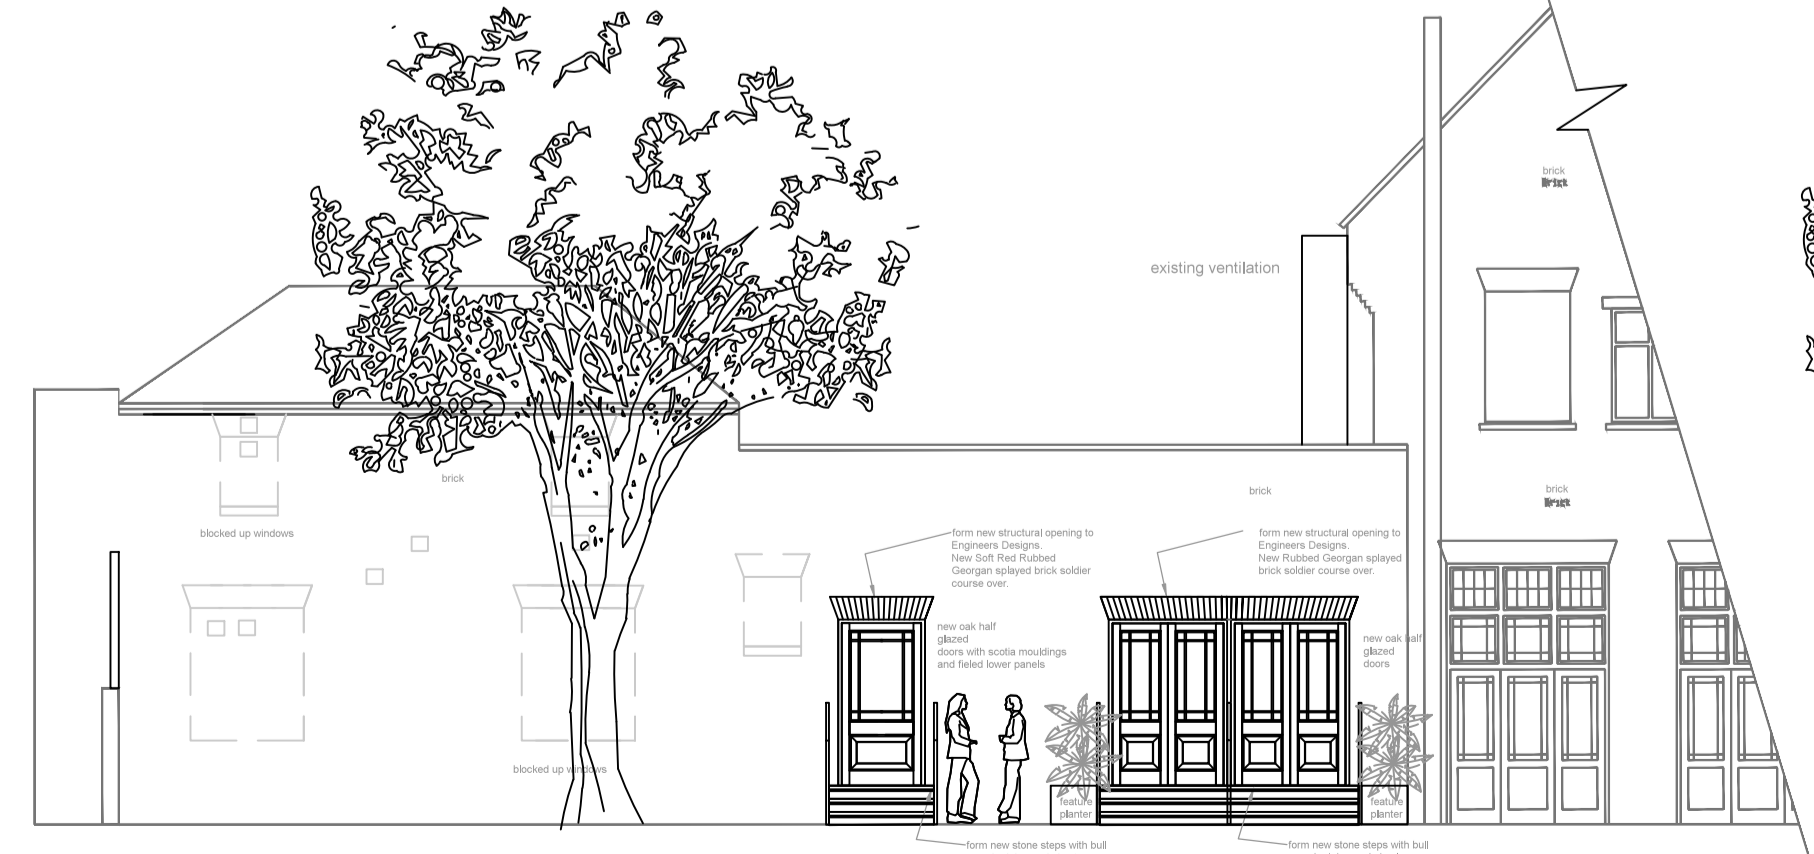 brick
Brick
existing ventilation
brick
brick
brick
Brick
blocked up windows
form new structural opening to
Engineers Designs.
New Soft Red Rubbed
Georgan splayed brick soldier
course over.
form new structural opening to
Engineers Designs.
New Rubbed Georgan splayed
brick soldier course over.
new oak half
glazed
doors with scotia mouldings
and fieled lower panels
new oak half
glazed
doors
blocked up windows
feature
planter
feature
planter
form new stone steps with bull
form new stone steps with bull